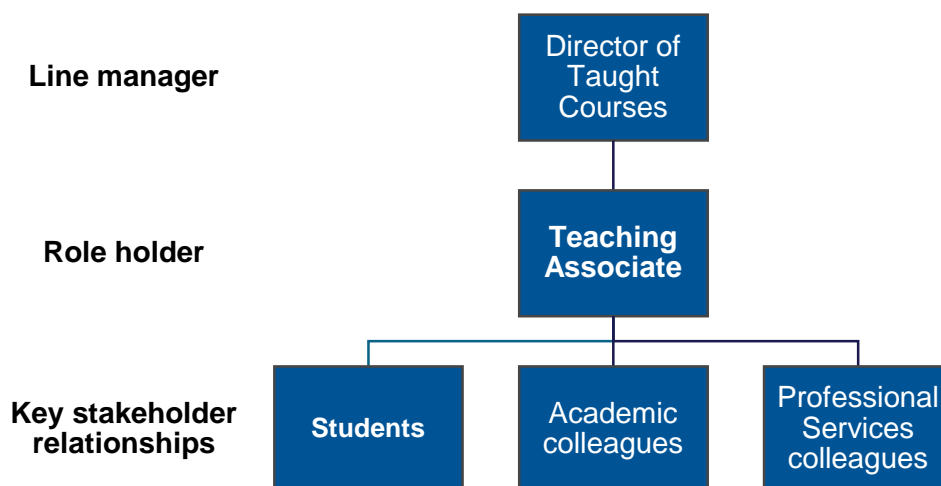 Line manager
Director of
Taught
Courses
Role holder
Teaching
Associate
Key stakeholder
relationships
Students
Academic
colleagues
Professional
Services
colleagues